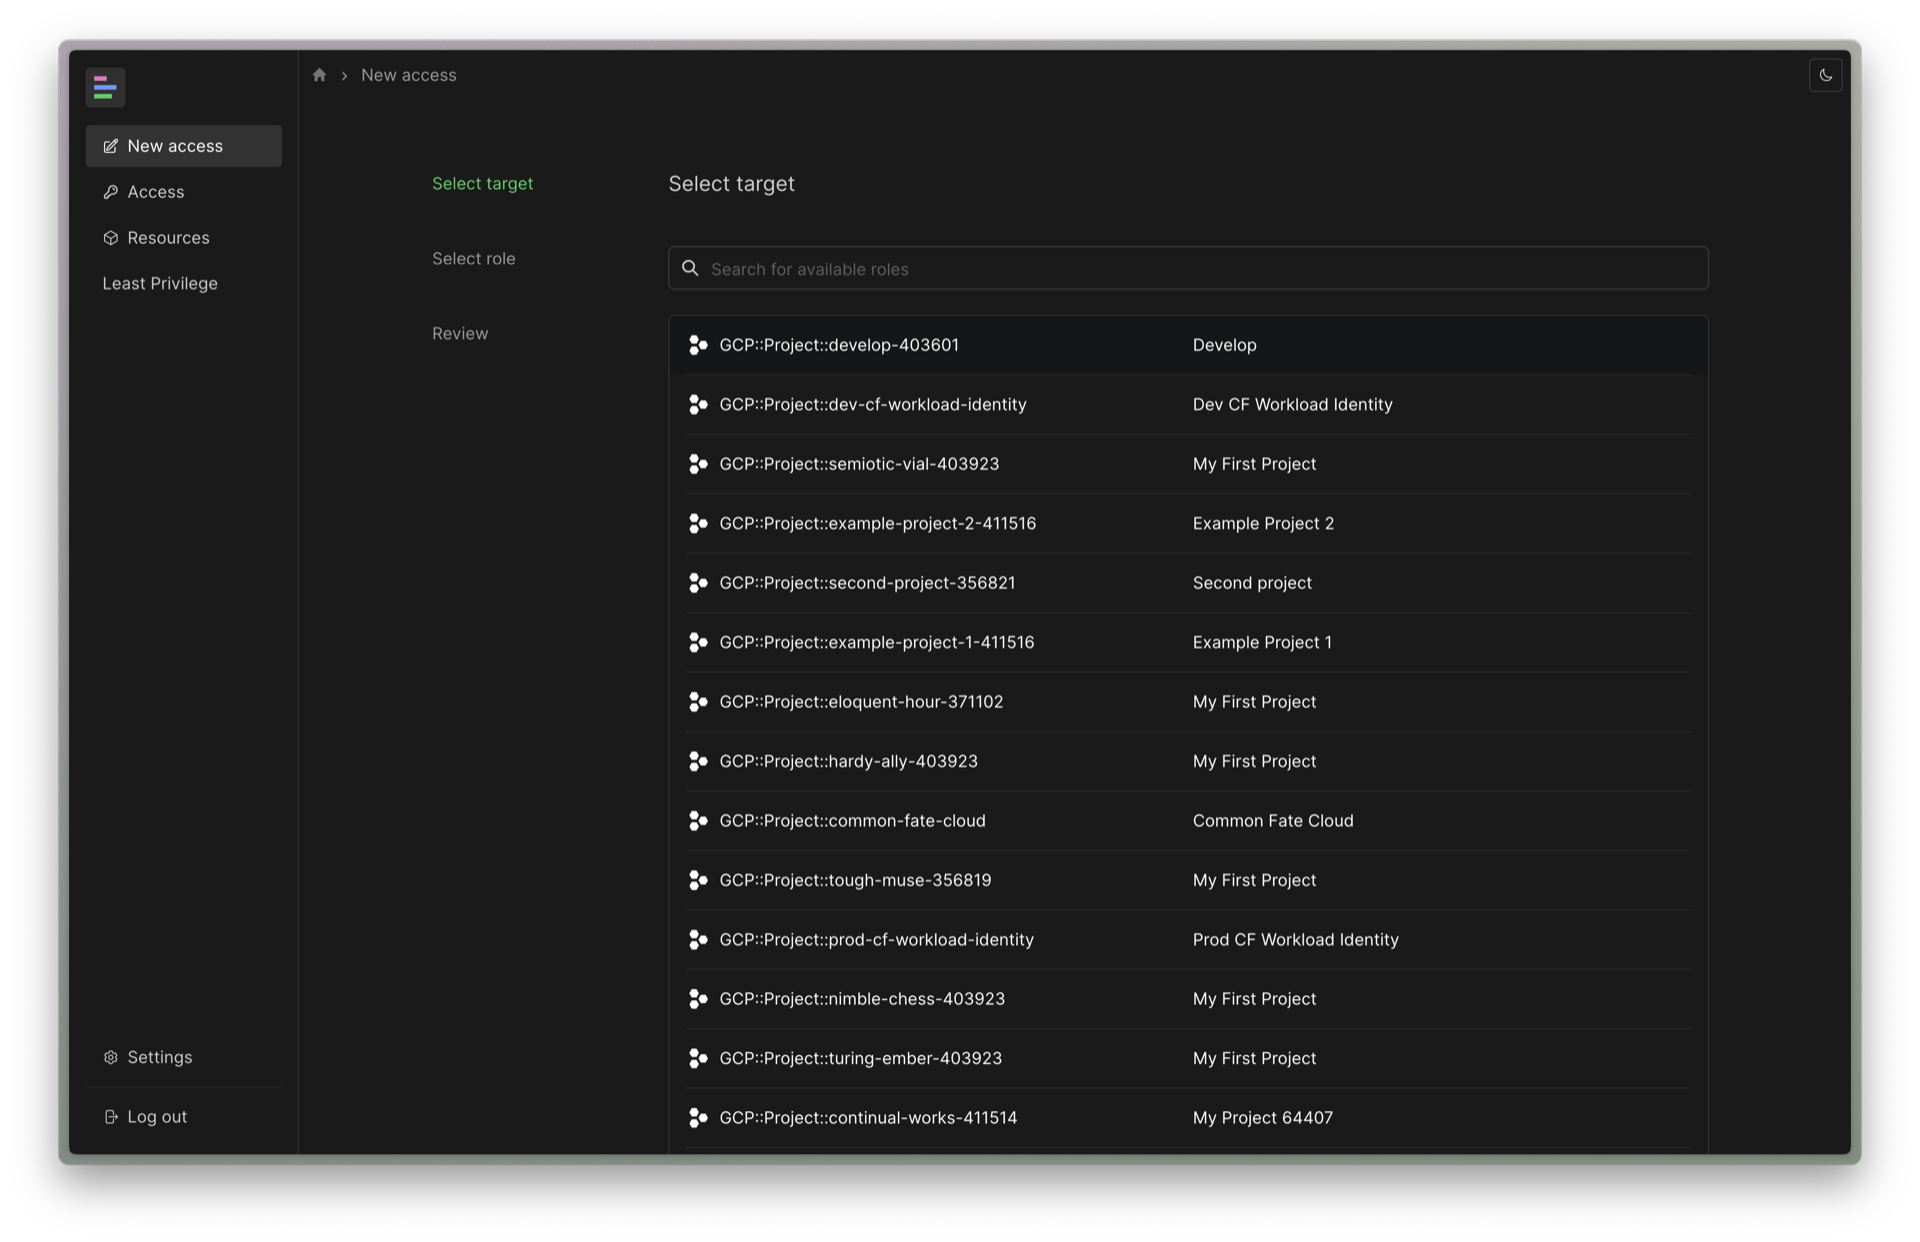 New access
New access
Access
Resources
Least Privilege
Settings
Log out
Select target
Select role
Review
Select target
Search for available roles
GCP::Project::develop-403601 Develop
GCP::Project::dev-cf-workload-identity Dev CF Workload Identity
GCP::Project::semiotic-vial-403923 My First Project
GCP::Project::example-project-2-411516 Example Project 2
GCP::Project::second-project-356821 Second project
GCP::Project::example-project-1-411516 Example Project 1
GCP::Project::eloquent-hour-371102 My First Project
GCP::Project::hardy-ally-403923 My First Project
GCP::Project::common-fate-cloud Common Fate Cloud
GCP::Project::tough-muse-356819 My First Project
GCP::Project::prod-cf-workload-identity Prod CF Workload Identity
GCP::Project::nimble-chess-403923 My First Project
GCP::Project::turing-ember-403923 My First Project
GCP::Project::continual-works-411514 My Project 64407